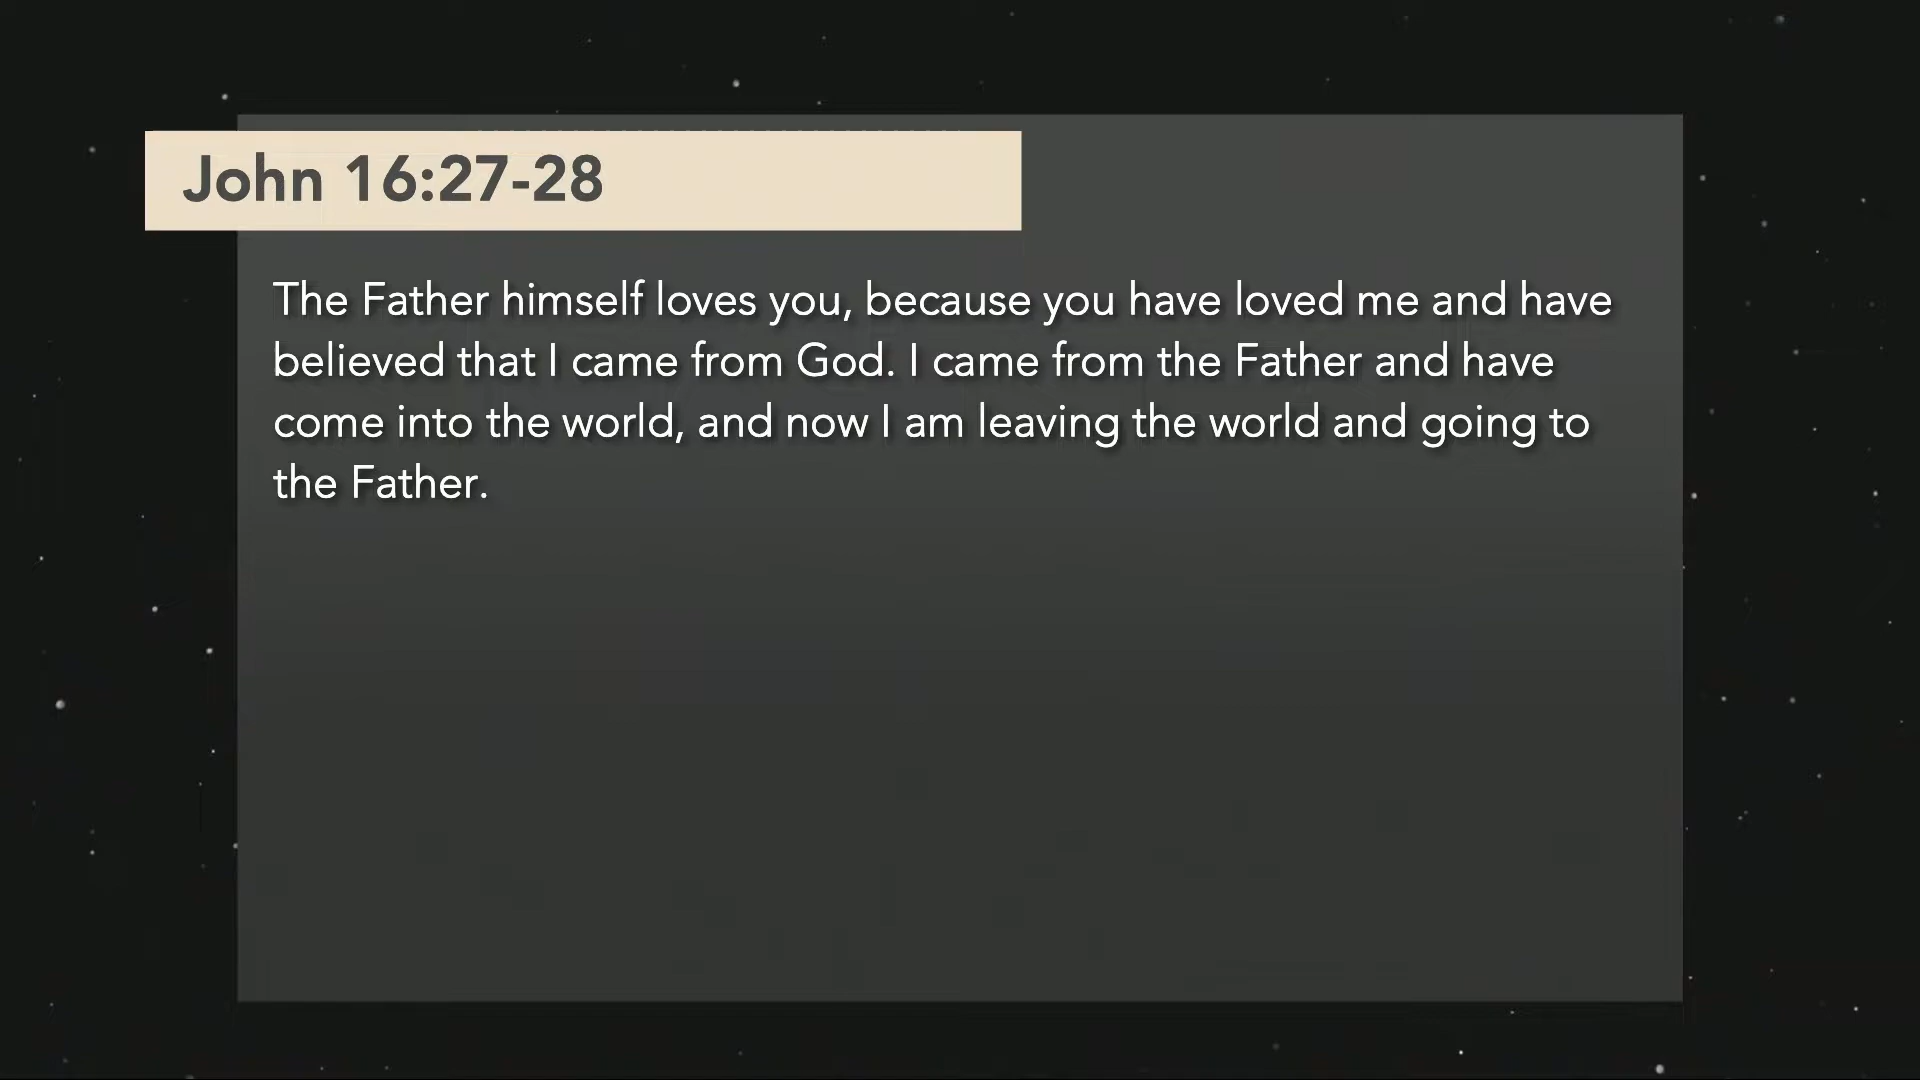 John 16:27-28
The Father himself loves you, because you have loved me and have
believed that I came from God. I came from the Father and have
come into the world, and now I am leaving the world and going to
the Father.